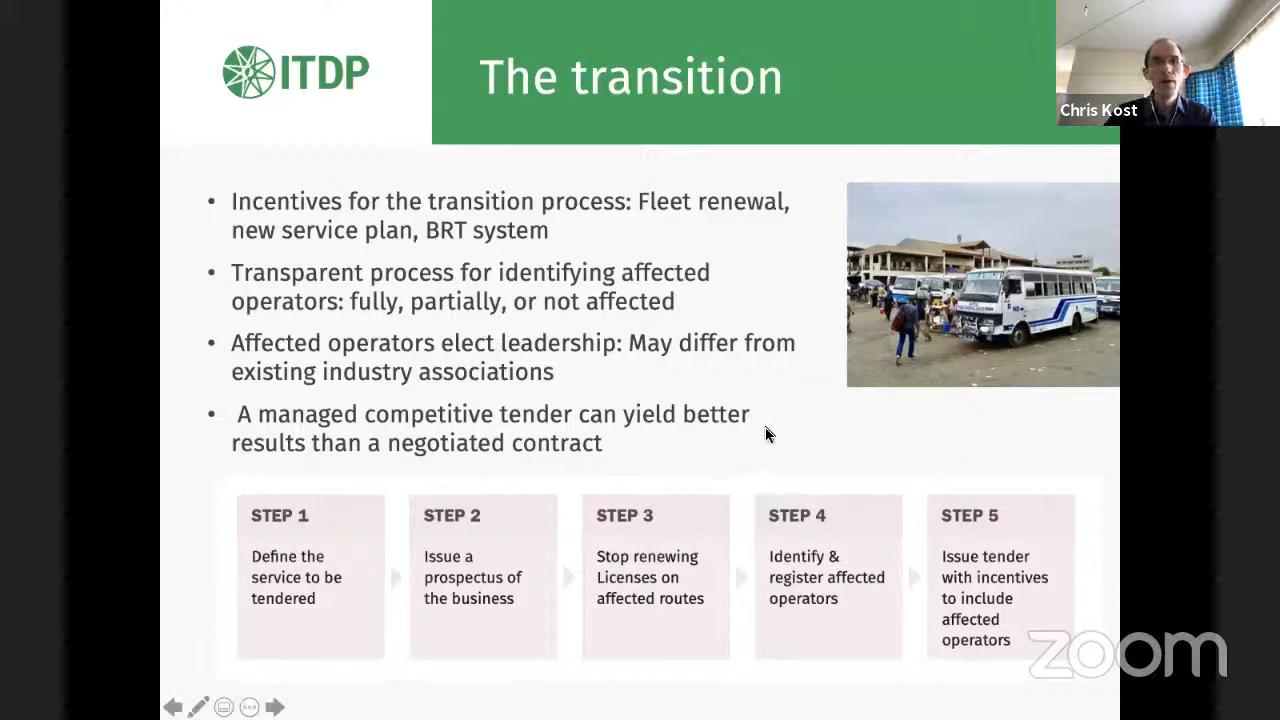 ITDP
The transition
Chris Kost
• Incentives for the transition process: Fleet renewal,
new service plan, BRT system
• Transparent process for identifying affected
operators: fully, partially, or not affected
• Affected operators elect leadership: May differ from
existing industry associations
• A managed competitive tender can yield better
results than a negotiated contract
STEP 1
Define the
service to be
tendered
STEP 2
Issue a
prospectus of
the business
STEP 3
Stop renewing
Licenses on
affected routes
STEP 4
Identify &
register affected
operators
STEP 5
Issue tender
with incentives
to include
affected
operators
zoom